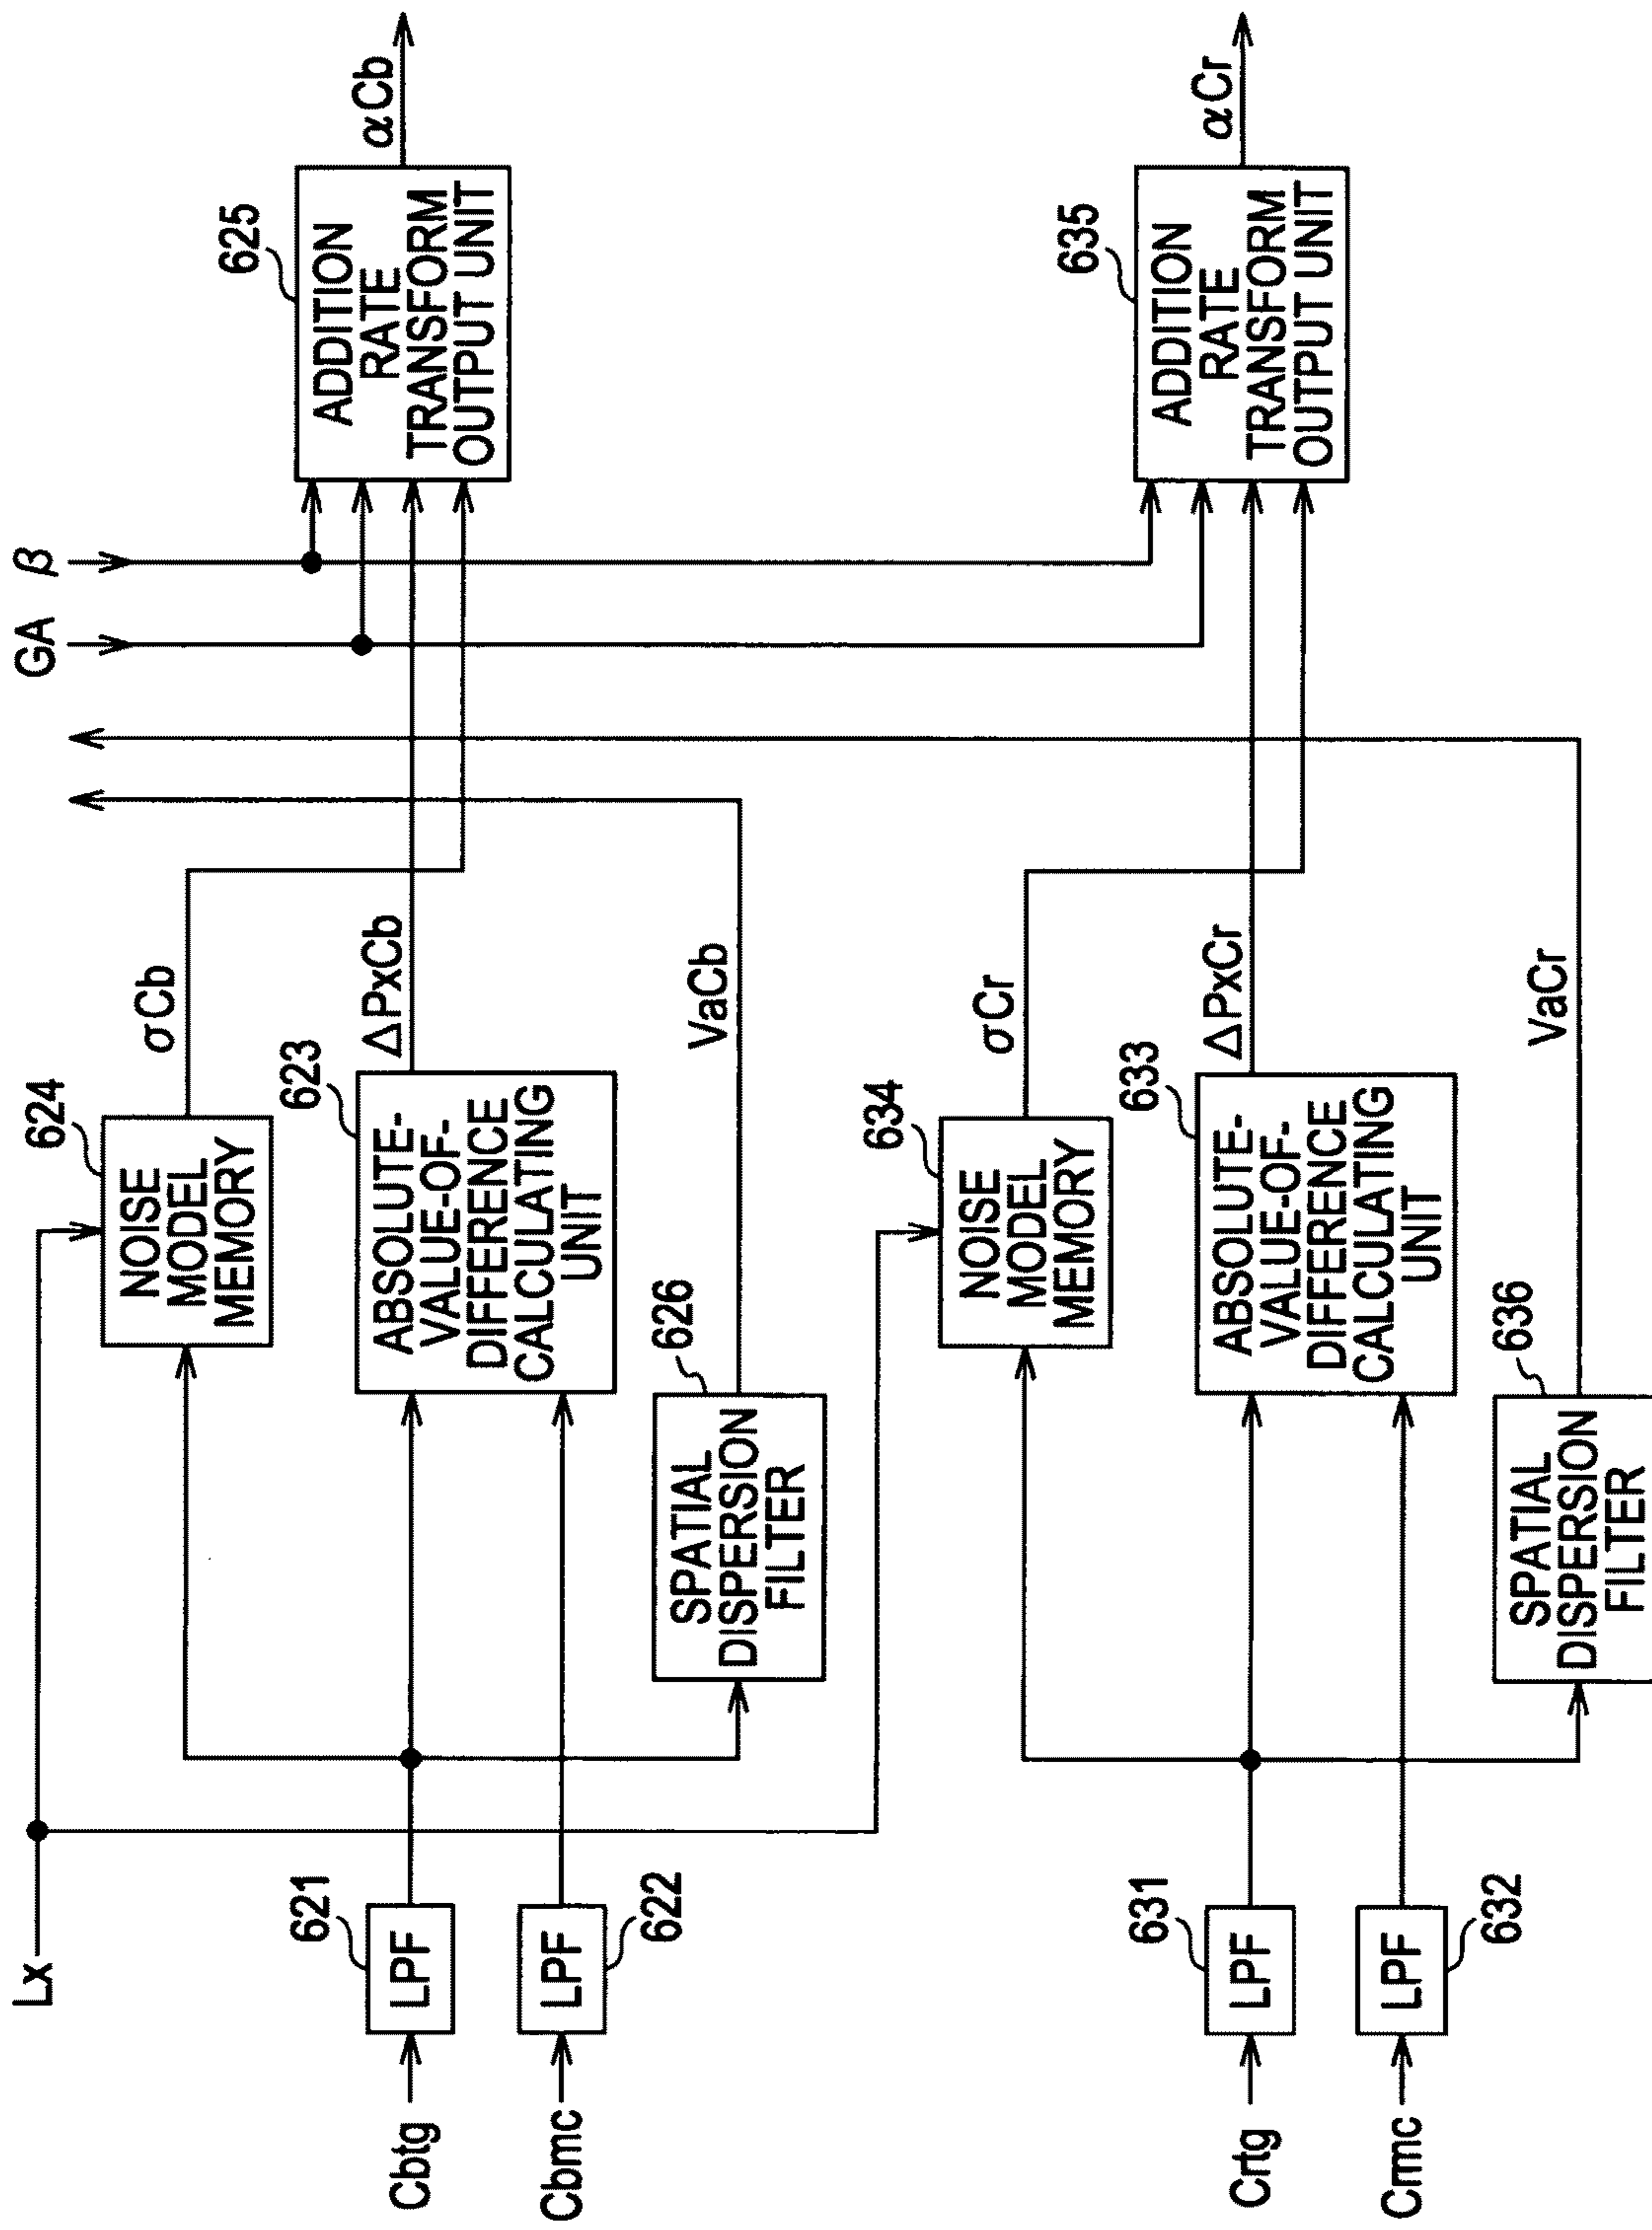 Lx
GA
β
624
NOISE
MODEL
MEMORY
σCb
625
ADDITION
RATE
TRANSFORM
OUTPUT UNIT
αCb
Cbtg
621
LPF
623
ABSOLUTE-
VALUE-OF-
DIFFERENCE
CALCULATING
UNIT
ΔPxCb
Cbmc
LPF
622
626
SPATIAL
DISPERSION
FILTER
VaCb
634
NOISE
MODEL
MEMORY
σCr
635
ADDITION
RATE
TRANSFORM
OUTPUT UNIT
αCr
Crtg
631
LPF
633
ABSOLUTE-
VALUE-OF-
DIFFERENCE
CALCULATING
UNIT
ΔPxCr
Crmc
LPF
632
636
SPATIAL
DISPERSION
FILTER
VaCr